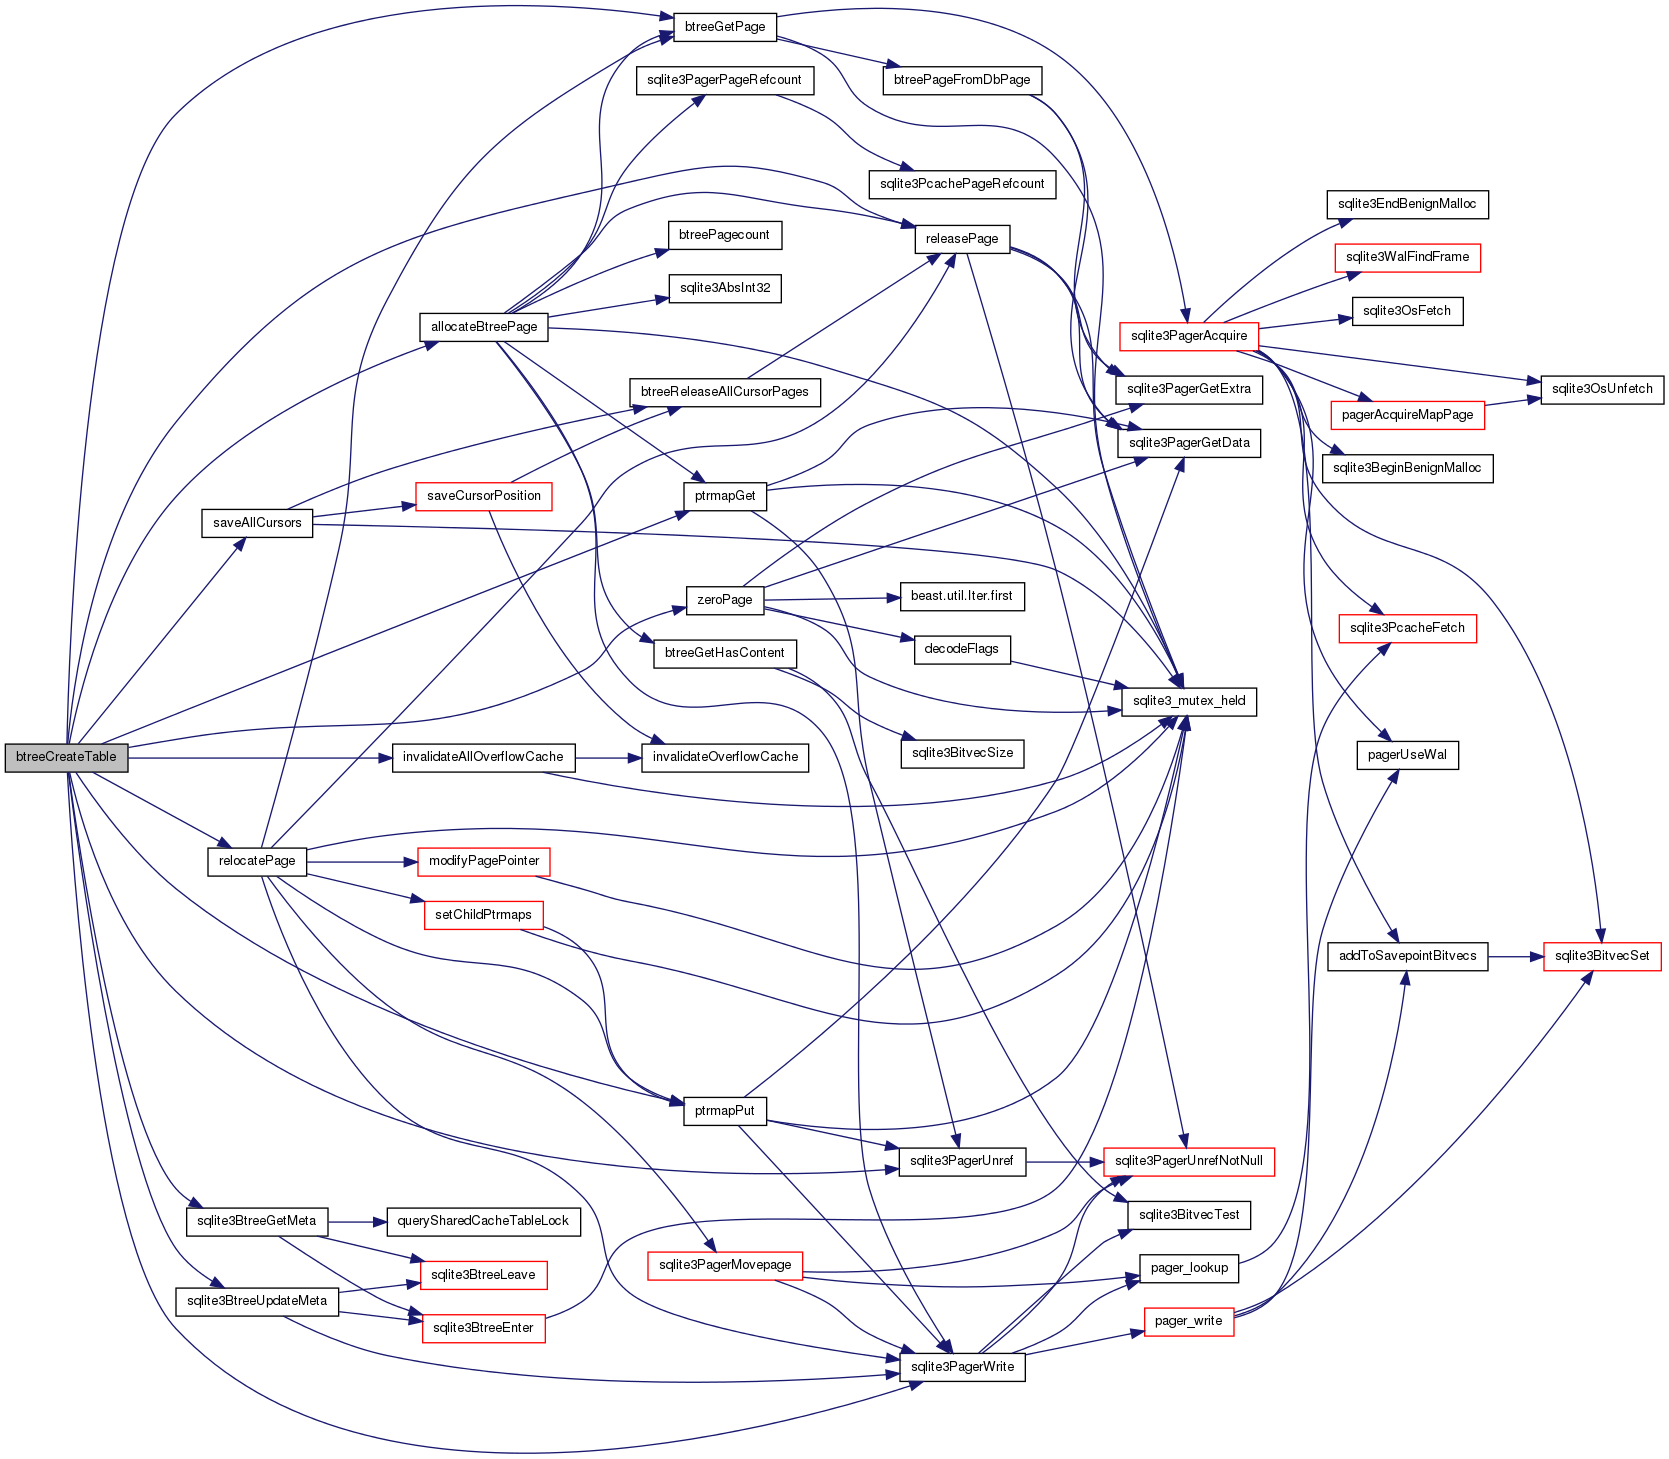 btreeGetPage
sqlite3PagerPageRefcount
btreePageFromDbPage
sqlite3PcachePageRefcount
sqlite3EndBenignMalloc
btreePagecount
releasePage
sqlite3WalFindFrame
sqlite3AbsInt32
sqlite3OsFetch
allocateBtreePage
sqlite3PagerAcquire
btreeReleaseAllCursorPages
sqlite3PagerGetExtra
sqlite3OsUnfetch
pagerAcquireMapPage
sqlite3PagerGetData
sqlite3BeginBenignMalloc
saveCursorPosition
ptrmapGet
saveAllCursors
zeroPage
beast.util.Iter.first
sqlite3PcacheFetch
btreeGetHasContent
decodeFlags
sqlite3_mutex_held
btreeCreateTable
invalidateAllOverflowCache
invalidateOverflowCache
sqlite3BitvecSize
pagerUseWal
relocatePage
modifyPagePointer
setChildPtrmaps
addToSavepointBitvecs
sqlite3BitvecSet
ptrmapPut
sqlite3PagerUnref
sqlite3PagerUnrefNotNull
sqlite3BtreeGetMeta
querySharedCacheTableLock
sqlite3BitvecTest
sqlite3BtreeLeave
sqlite3PagerMovepage
pager_lookup
sqlite3BtreeUpdateMeta
sqlite3BtreeEnter
pager_write
sqlite3PagerWrite